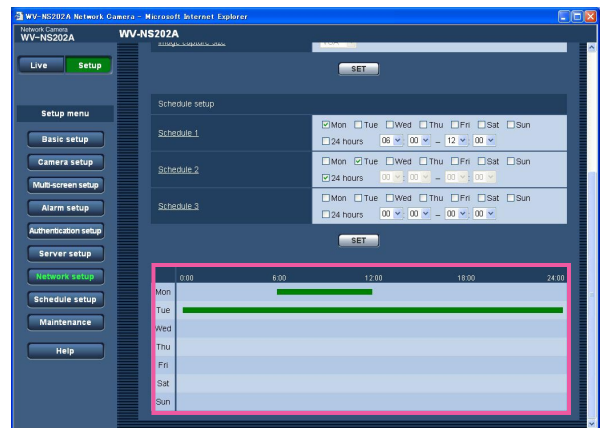 WV-NS202A Network Camera - Microsoft Internet Explorer
Network Camera
WV-NS202A
WV-NS202A
Live Setup
Image capture size
SET
Setup menu
Basic setup
Camera setup
Multi-screen setup
Alarm setup
Authentication setup
Server setup
Network setup
Schedule setup
Maintenance
Help
Schedule setup
Schedule 1
Mon Tue Wed Thu Fri Sat Sun
24 hours 06 : 00 – 12 : 00
Schedule 2
Mon Tue Wed Thu Fri Sat Sun
24 hours 00 : 00 – 00 : 00
Schedule 3
Mon Tue Wed Thu Fri Sat Sun
24 hours 00 : 00 – 00 : 00
SET
0:00 6:00 12:00 18:00 24:00
Mon
Tue
Wed
Thu
Fri
Sat
Sun